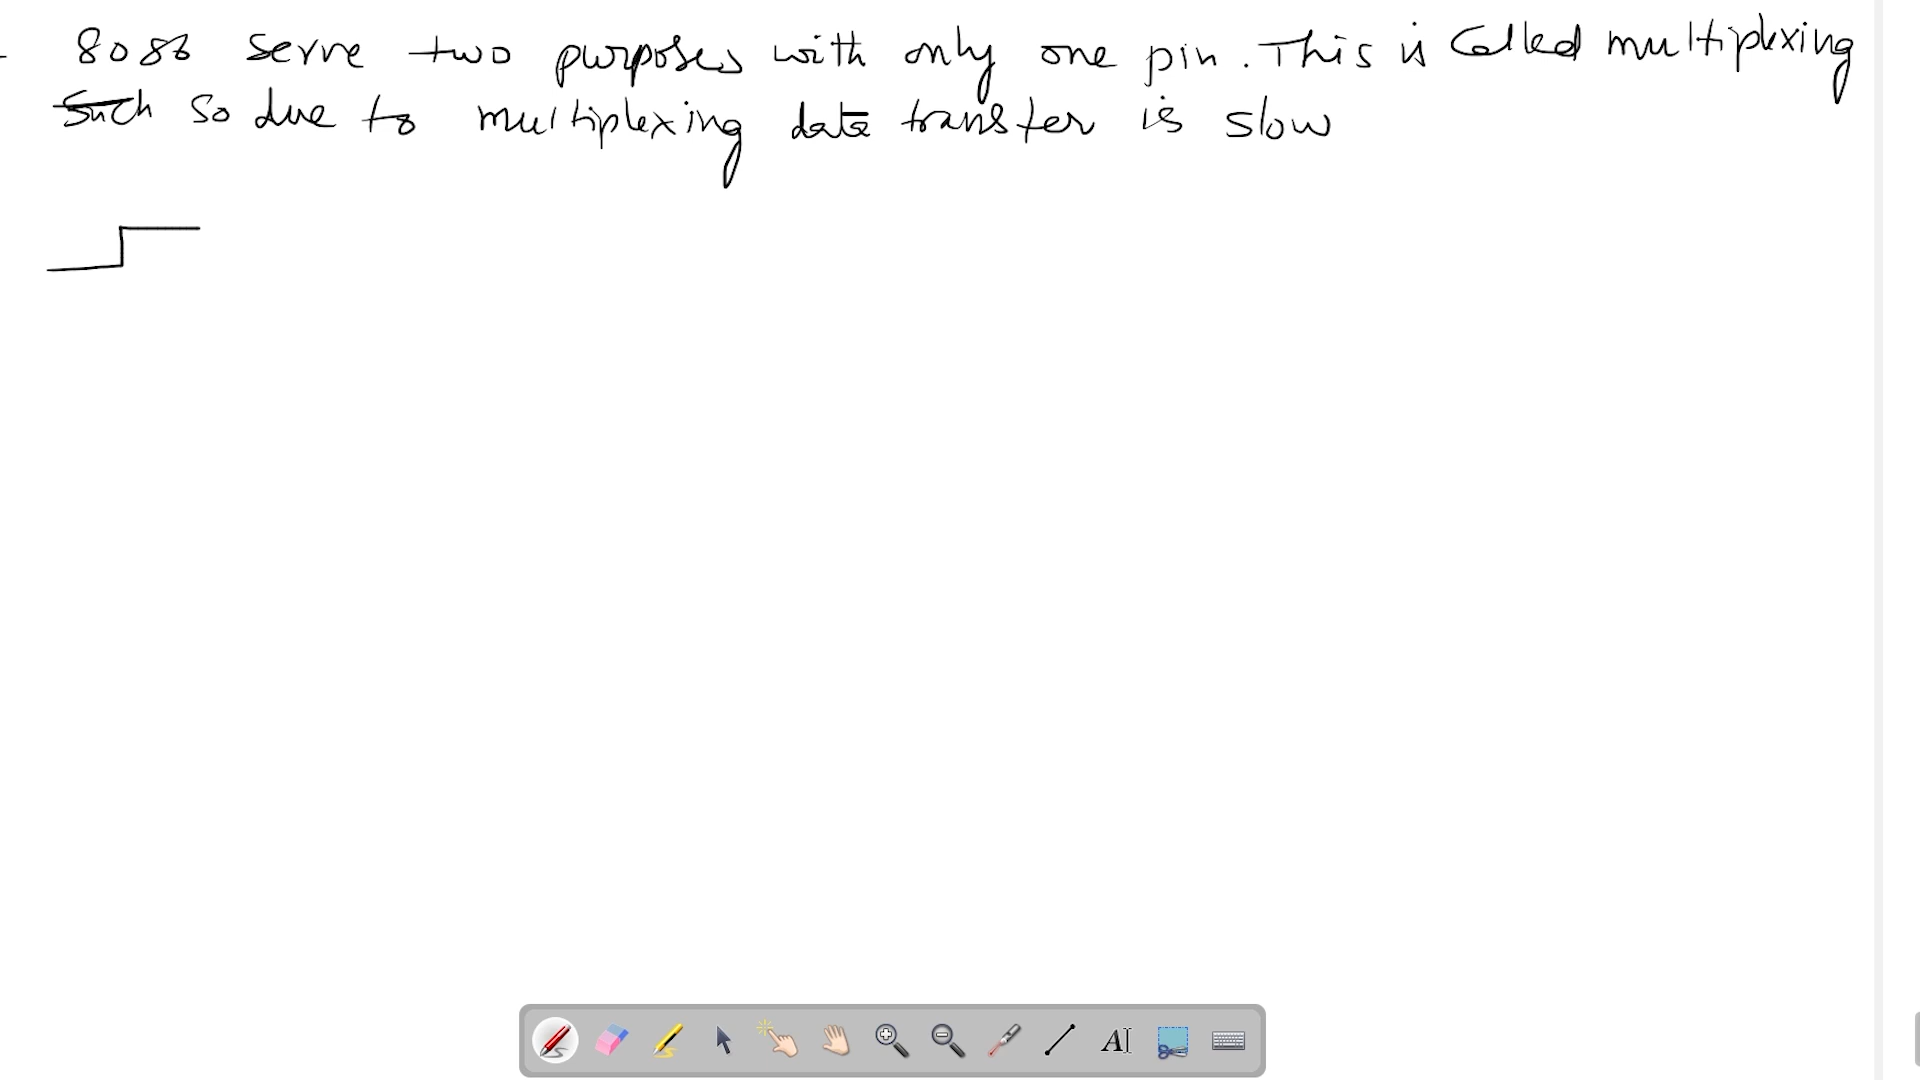 - 8086 serve two purposes with only one pin. This is called multiplexing
Such so due to multiplexing data transfer is slow
AI